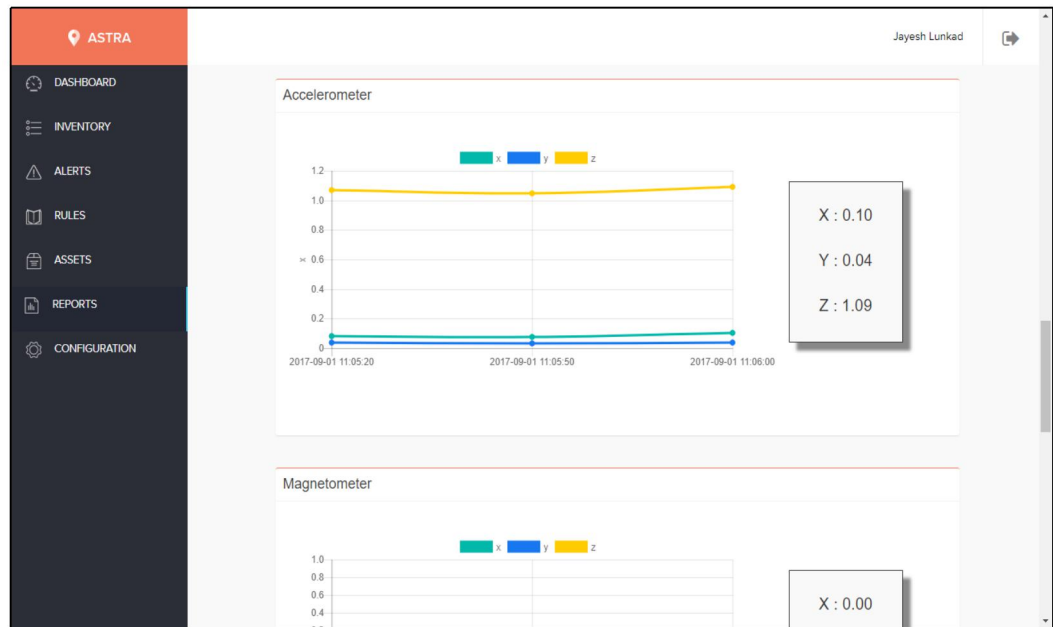 ASTRA
Jayesh Lunkad
DASHBOARD
INVENTORY
ALERTS
RULES
ASSETS
REPORTS
CONFIGURATION
Accelerometer
x y z
1.2
1.0
0.8
0.6
0.4
0.2
0
x
2017-09-01 11:05:20
2017-09-01 11:05:50
2017-09-01 11:06:00
X : 0.10
Y : 0.04
Z : 1.09
Magnetometer
x y z
1.0
0.8
0.6
0.4
X : 0.00